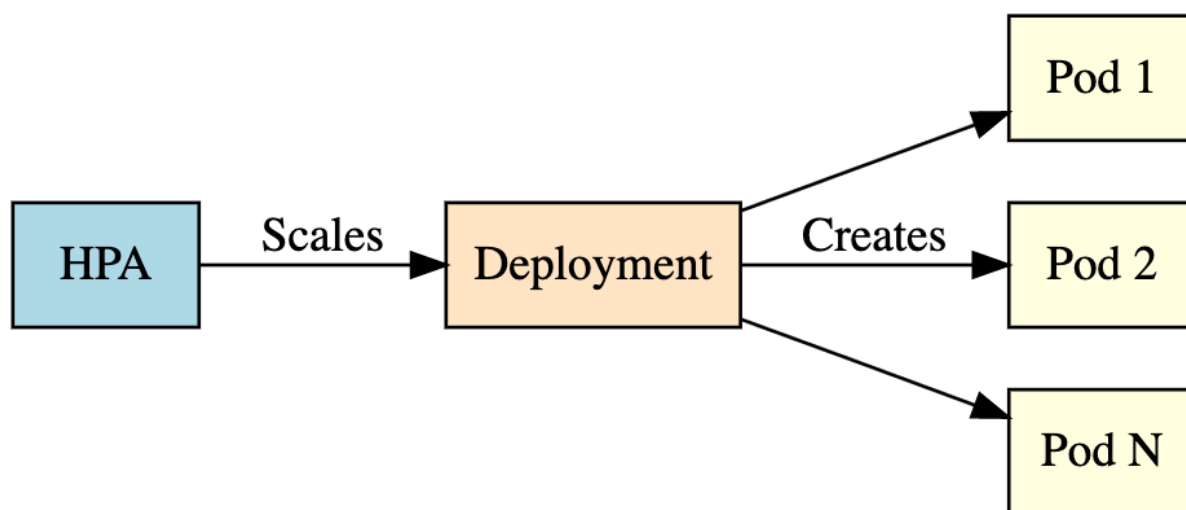 Pod 1
HPA
Scales
Deployment
Creates
Pod 2
Pod N